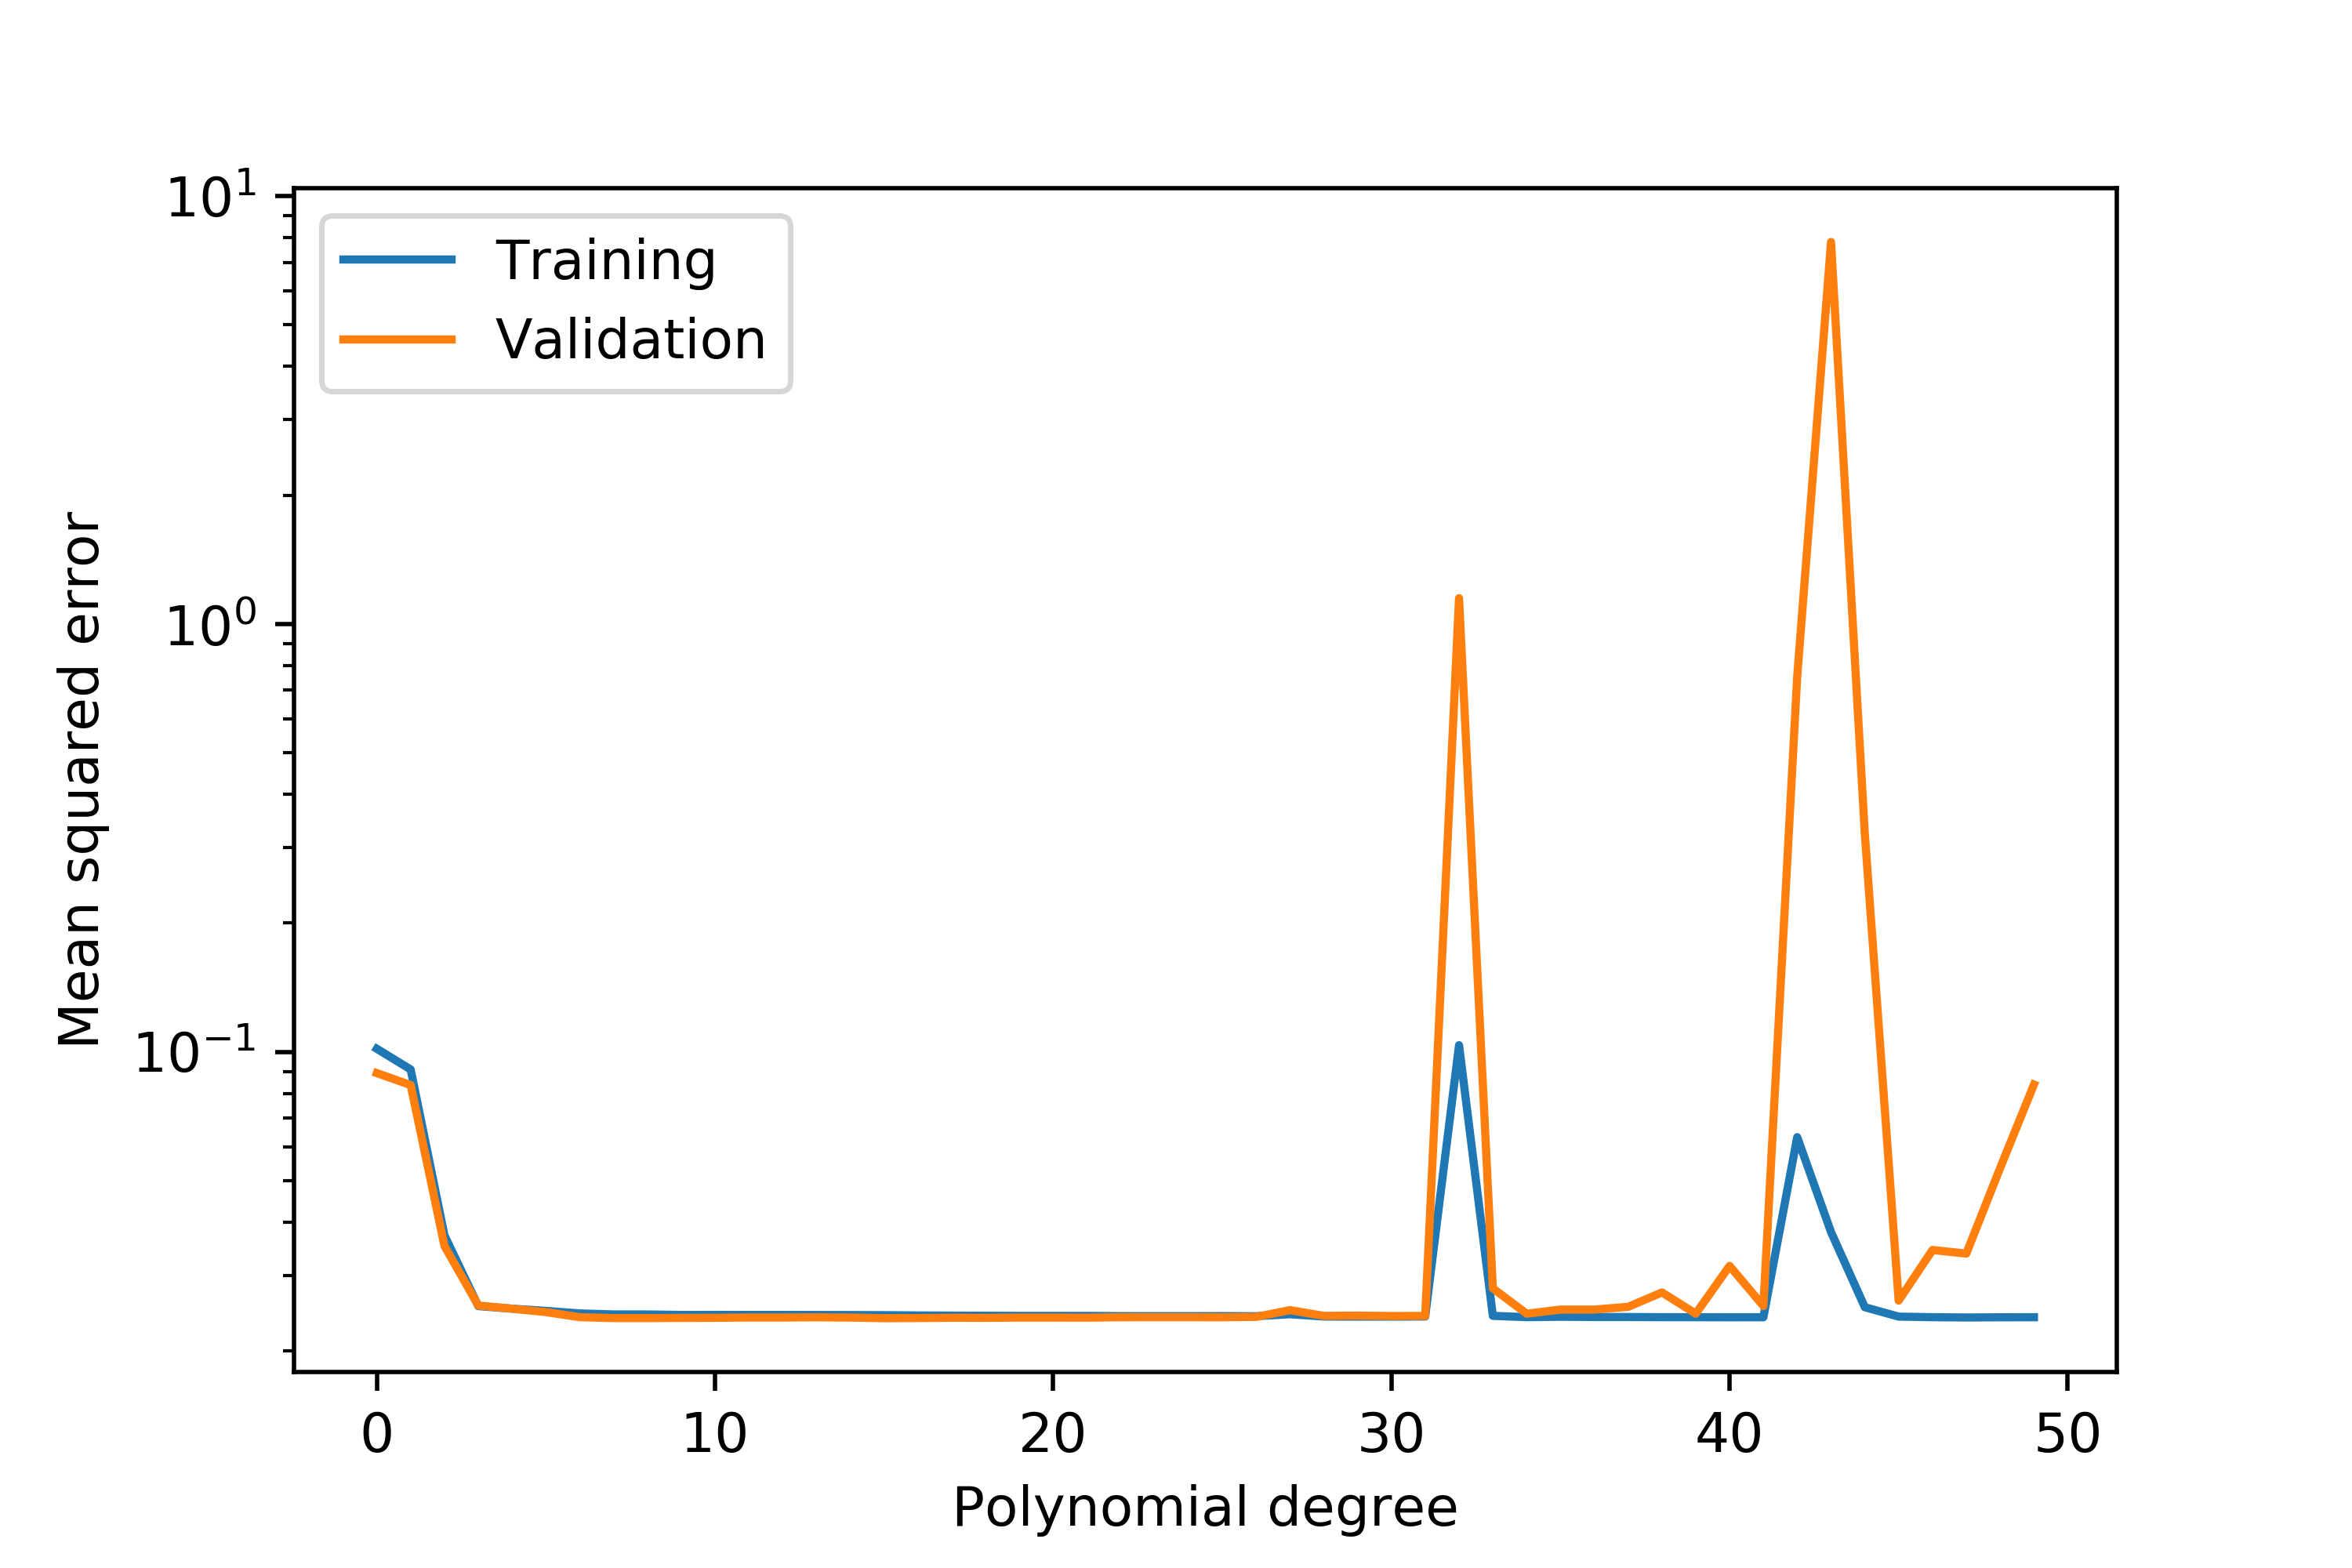 10¹
Training
Validation
10⁰
10⁻¹
Mean squared error
0 10 20 30 40 50
Polynomial degree